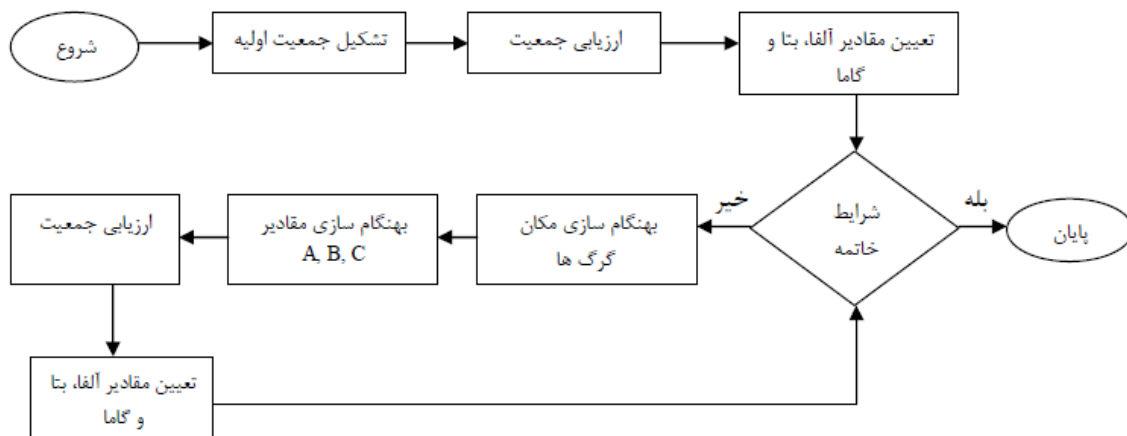 شروع
تشکیل جمعیت اولیه
ارزیابی جمعیت
تعیین مقادیر آلفا، بتا و
گاما
شرایط
خاتمه
بله
پایان
خیر
بهنگام سازی مکان
گرگ ها
بهنگام سازی مقادیر
A, B, C
ارزیابی جمعیت
تعیین مقادیر آلفا، بتا
و گاما